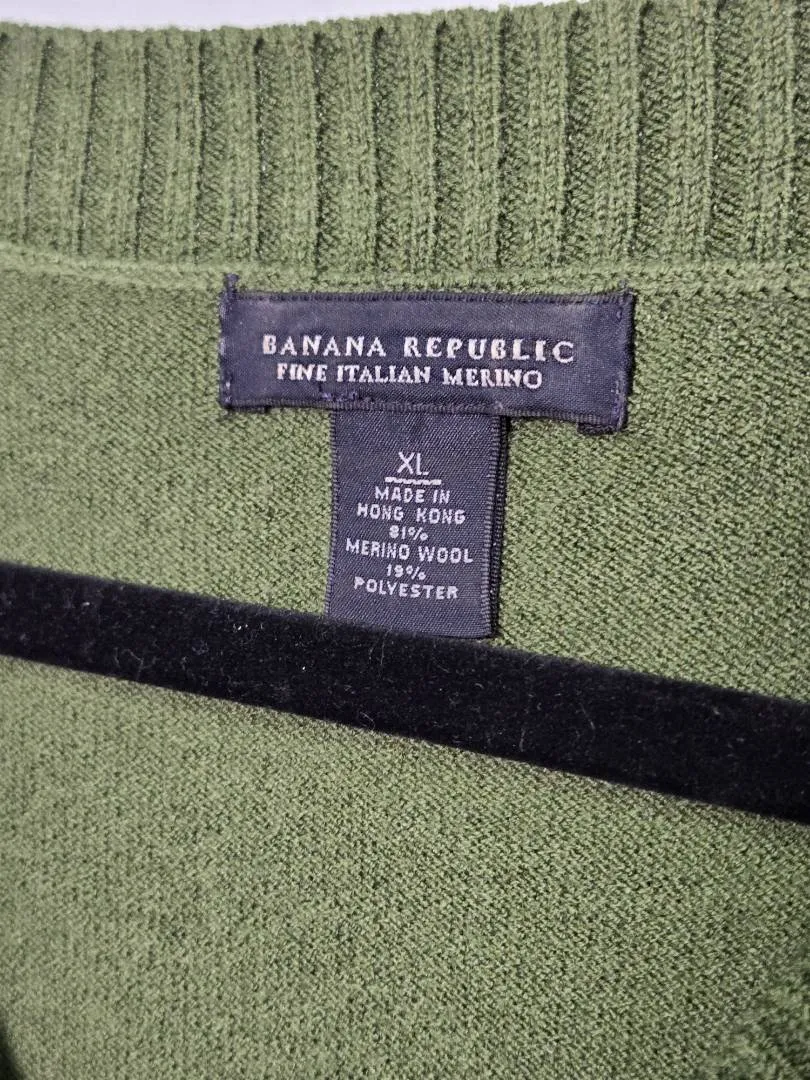 BANANA REPUBLIC
FINE ITALIAN MERINO
XL
MADE IN
HONG KONG
81%
MERINO WOOL
19%
POLYESTER